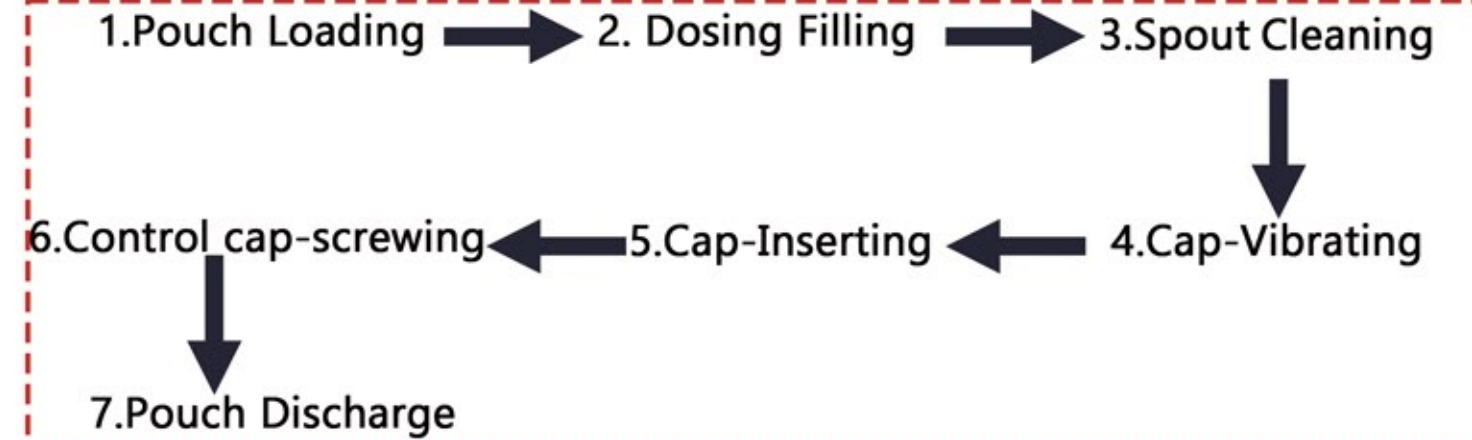 1.Pouch Loading
2. Dosing Filling
3.Spout Cleaning
4.Cap-Vibrating
5.Cap-Inserting
6.Control cap-screwing
7.Pouch Discharge